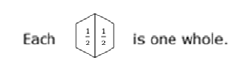 Each 1/2 1/2 is one whole.